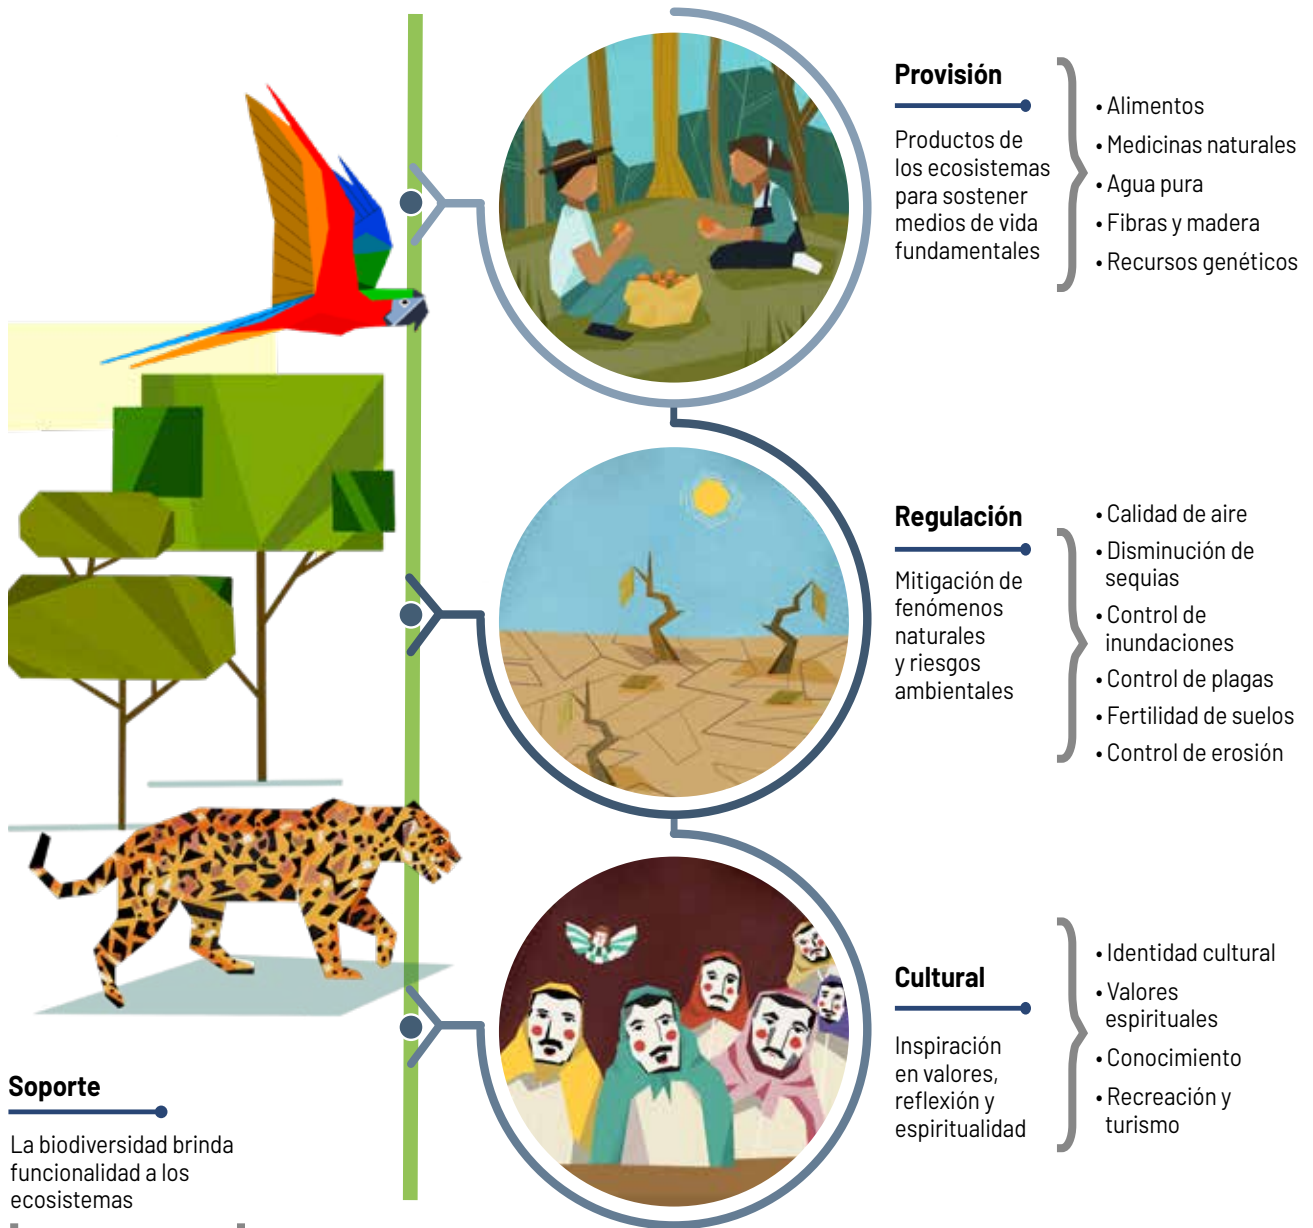 Provisión
Productos de
los ecosistemas
para sostener
medios de vida
fundamentales
• Alimentos
• Medicinas naturales
• Agua pura
• Fibras y madera
• Recursos genéticos
Regulación
Mitigación de
fenómenos
naturales
y riesgos
ambientales
• Calidad de aire
• Disminución de
sequias
• Control de
inundaciones
• Control de plagas
• Fertilidad de suelos
• Control de erosión
Cultural
Inspiración
en valores,
reflexión y
espiritualidad
• Identidad cultural
• Valores
espirituales
• Conocimiento
• Recreación y
turismo
Soporte
La biodiversidad brinda
funcionalidad a los
ecosistemas